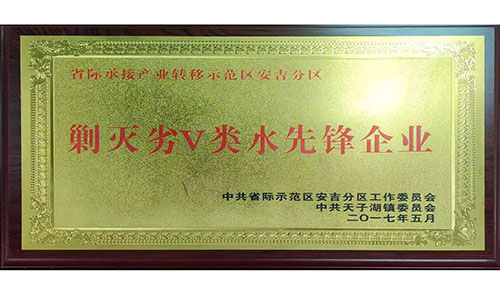 省际承接产业转移示范区安吉分区
剿灭劣V类水先锋企业
中共省际示范区安吉分区工作委员会
中共天子湖镇委员会
二〇一七年五月